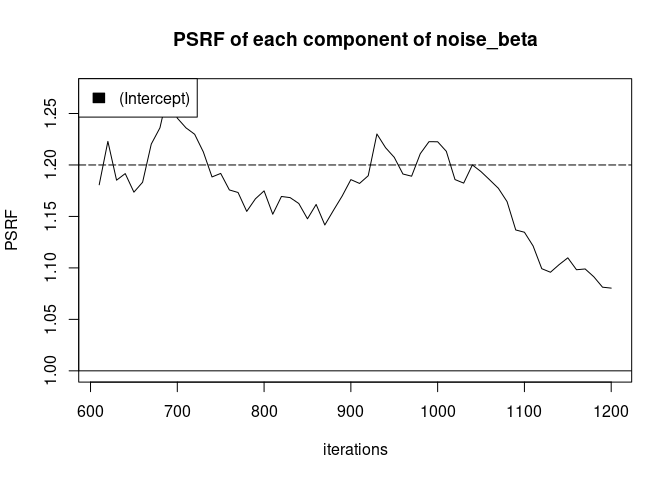 PSRF of each component of noise_beta
(Intercept)
PSRF
1.25
1.20
1.15
1.10
1.05
1.00
600 700 800 900 1000 1100 1200
iterations